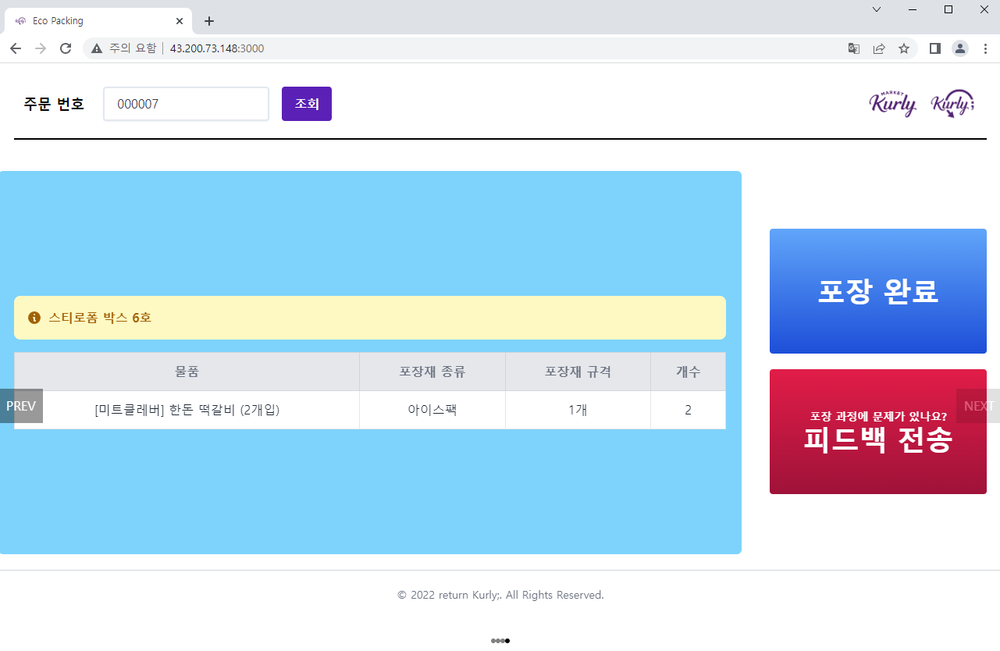 Eco Packing
주의 요함 43.200.73.148:3000
주문 번호 000007 조회
MARKET Kurly Kurly;
포장 완료
스티로폼 박스 6호
물품 포장재 종류 포장재 규격 개수
[미트클레버] 한돈 떡갈비 (2개입) 아이스팩 1개 2
PREV
NEXT
포장 과정에 문제가 있나요?
피드백 전송
© 2022 return Kurly;. All Rights Reserved.